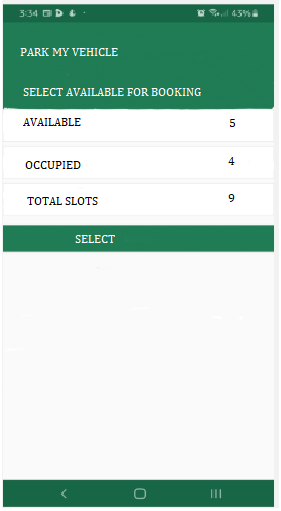 3:34 43%
PARK MY VEHICLE
SELECT AVAILABLE FOR BOOKING
AVAILABLE 5
OCCUPIED 4
TOTAL SLOTS 9
SELECT